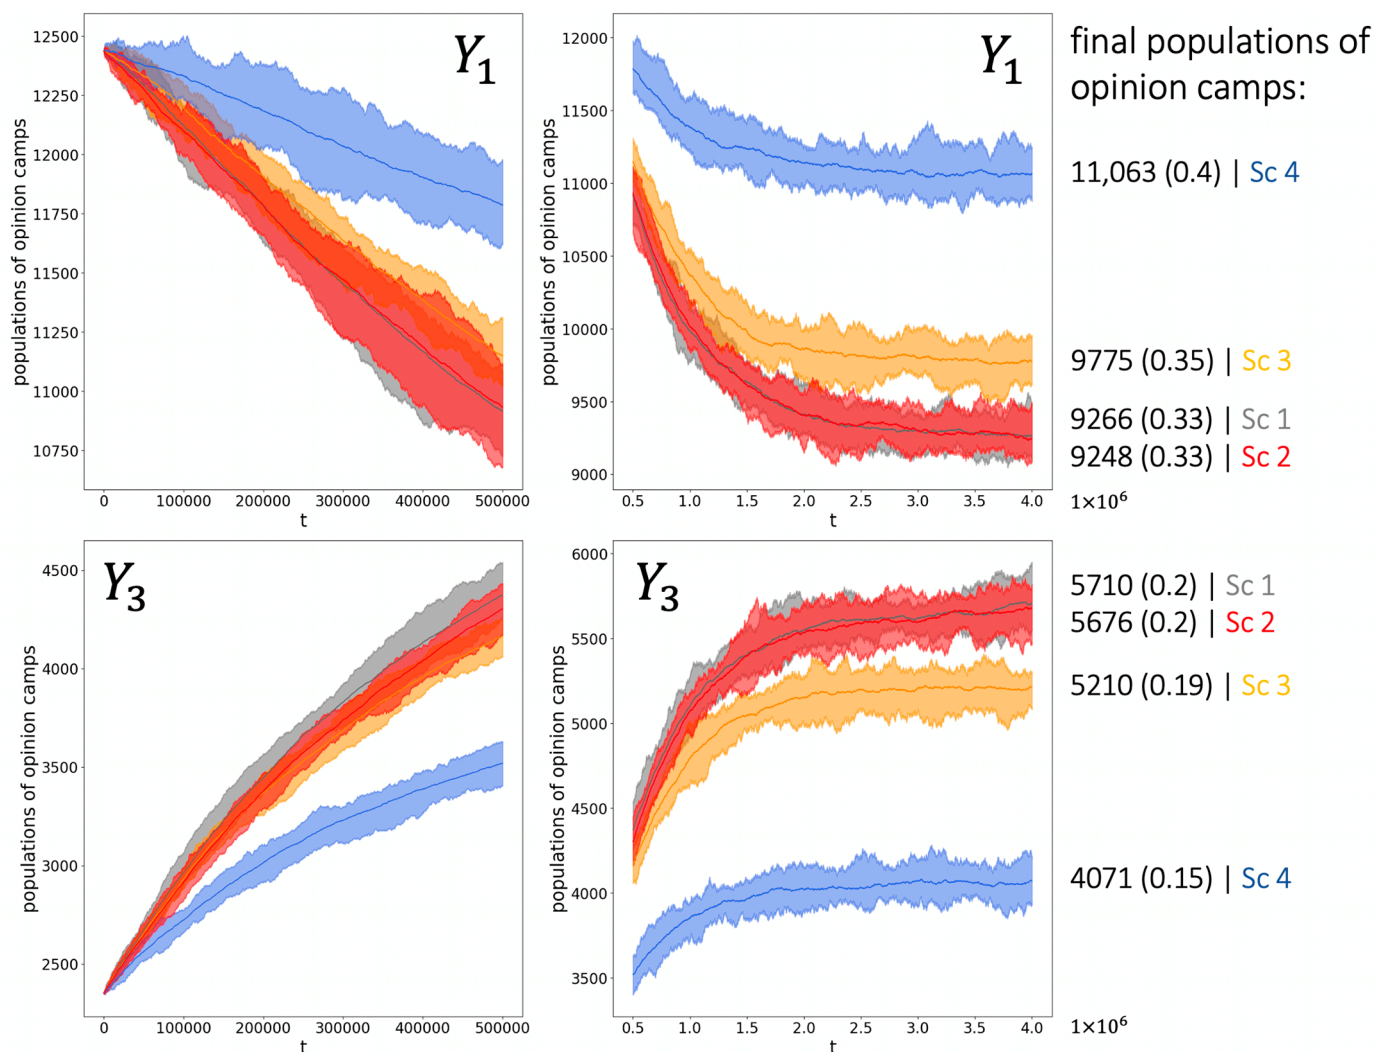 Y1
12500
12250
12000
11750
11500
11250
11000
10750
populations of opinion camps
0 100000 200000 300000 400000 500000
t
Y1
12000
11500
11000
10500
10000
9500
9000
populations of opinion camps
0.5 1.0 1.5 2.0 2.5 3.0 3.5 4.0
t
1×10⁶
final populations of
opinion camps:
11,063 (0.4) | Sc 4
9775 (0.35) | Sc 3
9266 (0.33) | Sc 1
9248 (0.33) | Sc 2
Y3
4500
4000
3500
3000
2500
populations of opinion camps
0 100000 200000 300000 400000 500000
t
Y3
6000
5500
5000
4500
4000
3500
populations of opinion camps
0.5 1.0 1.5 2.0 2.5 3.0 3.5 4.0
t
1×10⁶
5710 (0.2) | Sc 1
5676 (0.2) | Sc 2
5210 (0.19) | Sc 3
4071 (0.15) | Sc 4